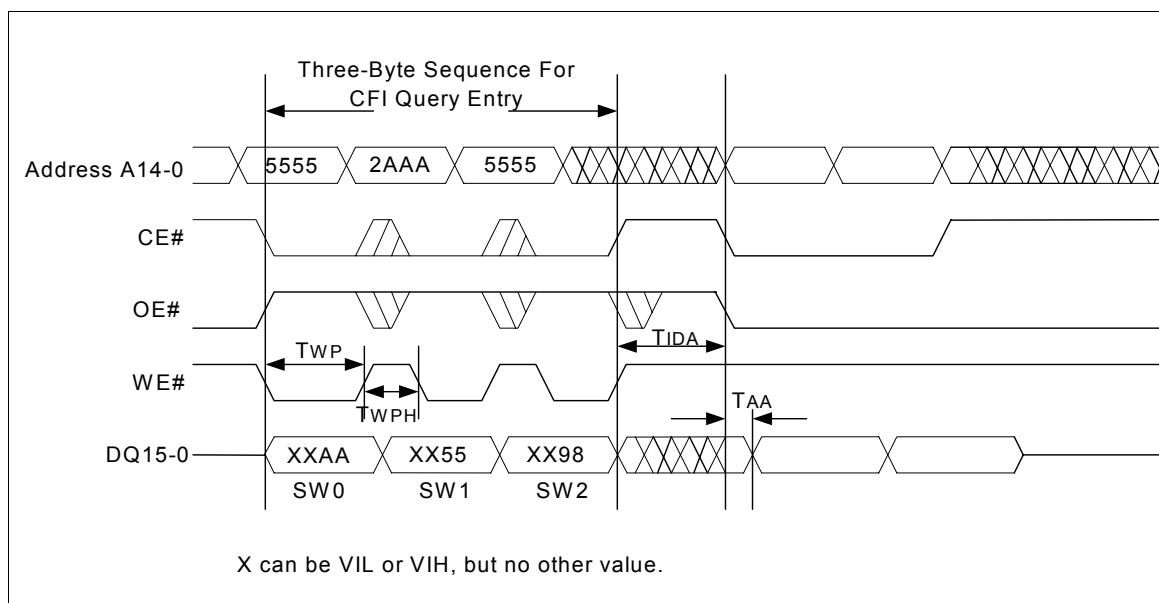 Three-Byte Sequence For
CFI Query Entry
Address A14-0
5555
2AAA
5555
CE#
OE#
TWP
TIDA
WE#
TWPH
TAA
DQ15-0
XXAA
XX55
XX98
SW0
SW1
SW2
X can be VIL or VIH, but no other value.